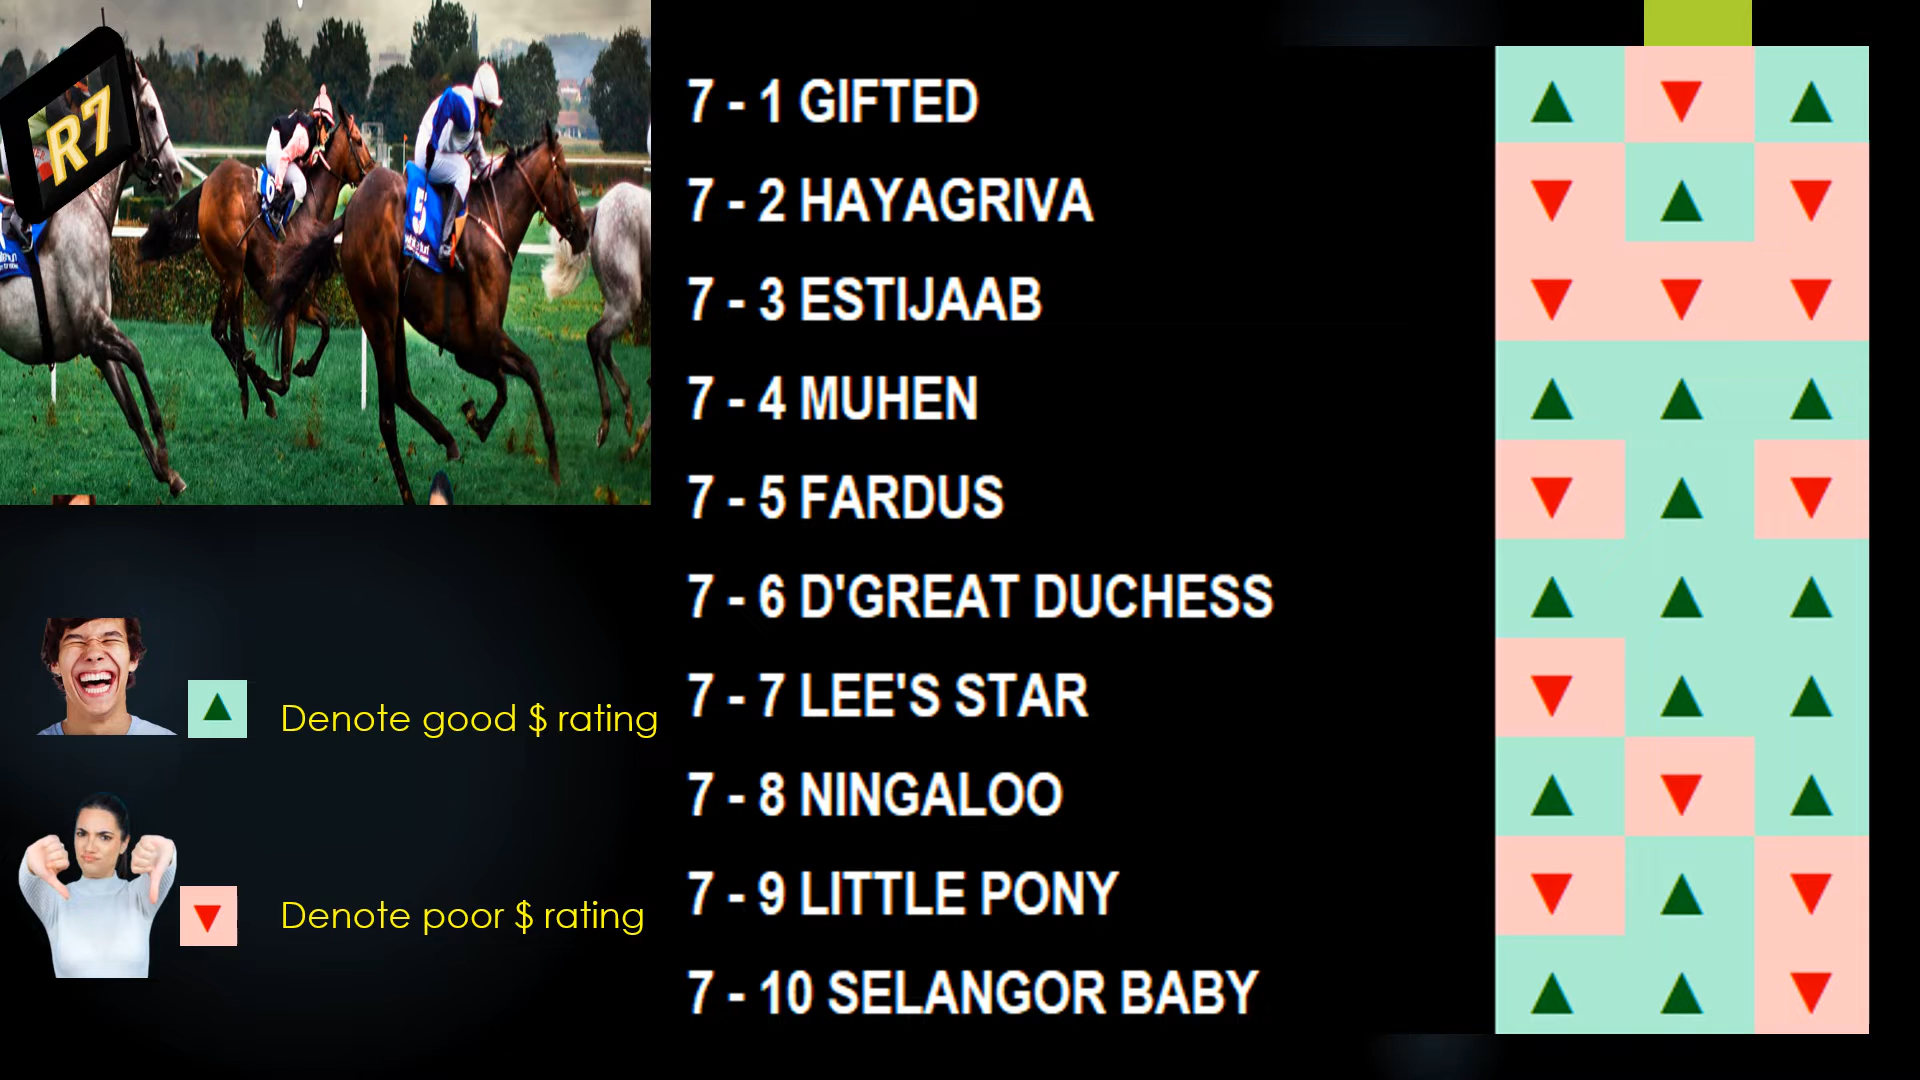 R7
5
7 - 1 GIFTED ▲ ▼ ▲
7 - 2 HAYAGRIVA ▼ ▲ ▼
7 - 3 ESTIJAAB ▼ ▼ ▼
7 - 4 MUHEN ▲ ▲ ▲
7 - 5 FARDUS ▼ ▲ ▼
7 - 6 D'GREAT DUCHESS ▲ ▲ ▲
7 - 7 LEE'S STAR ▼ ▲ ▲
7 - 8 NINGALOO ▲ ▼ ▲
7 - 9 LITTLE PONY ▼ ▲ ▼
7 - 10 SELANGOR BABY ▲ ▲ ▼
▲ Denote good $ rating
▼ Denote poor $ rating